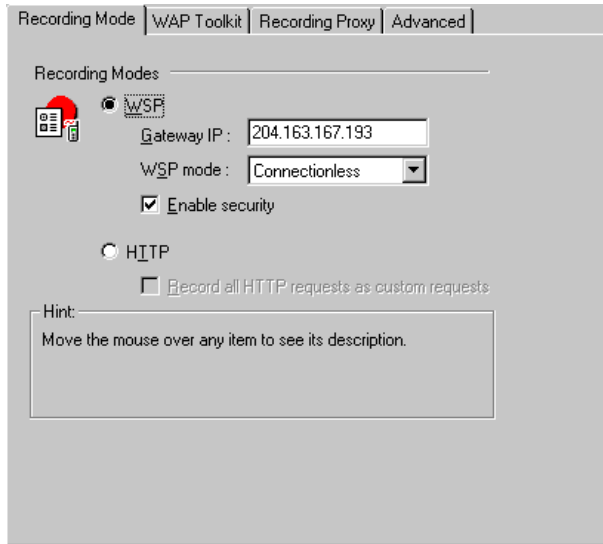 Recording Mode WAP Toolkit Recording Proxy Advanced
Recording Modes
WSP
Gateway IP : 204.163.167.193
WSP mode : Connectionless
Enable security
HTTP
Record all HTTP requests as custom requests
Hint:
Move the mouse over any item to see its description.